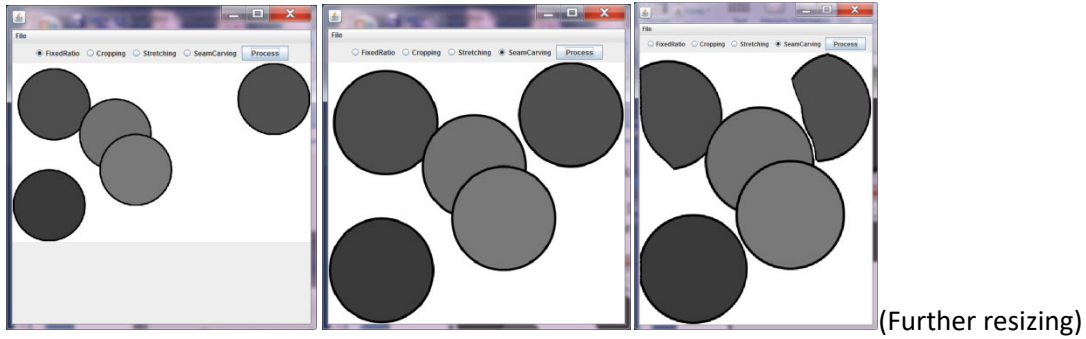 File
FixedRatio Cropping Stretching SeamCarving Process
File
FixedRatio Cropping Stretching SeamCarving Process
File
FixedRatio Cropping Stretching SeamCarving Process
(Further resizing)